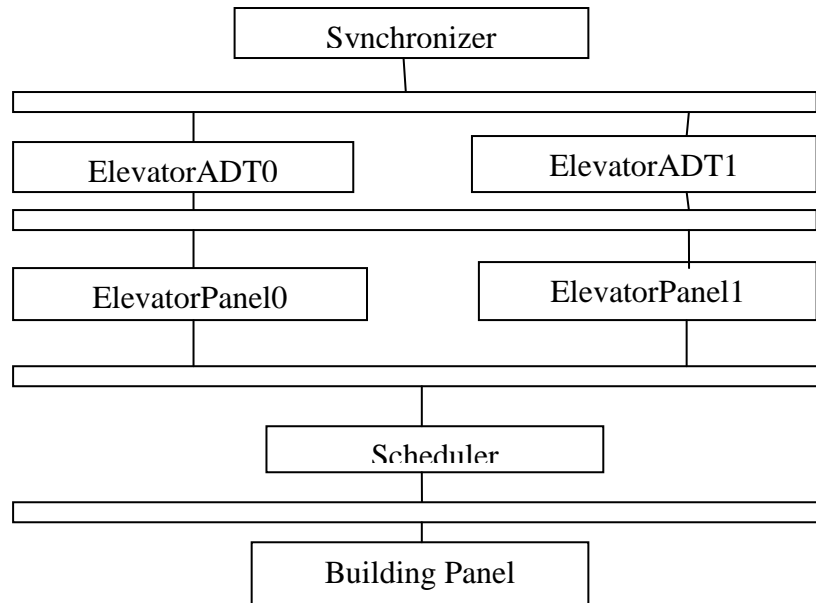 Synchronizer
ElevatorADT0
ElevatorADT1
ElevatorPanel0
ElevatorPanel1
Scheduler
Building Panel